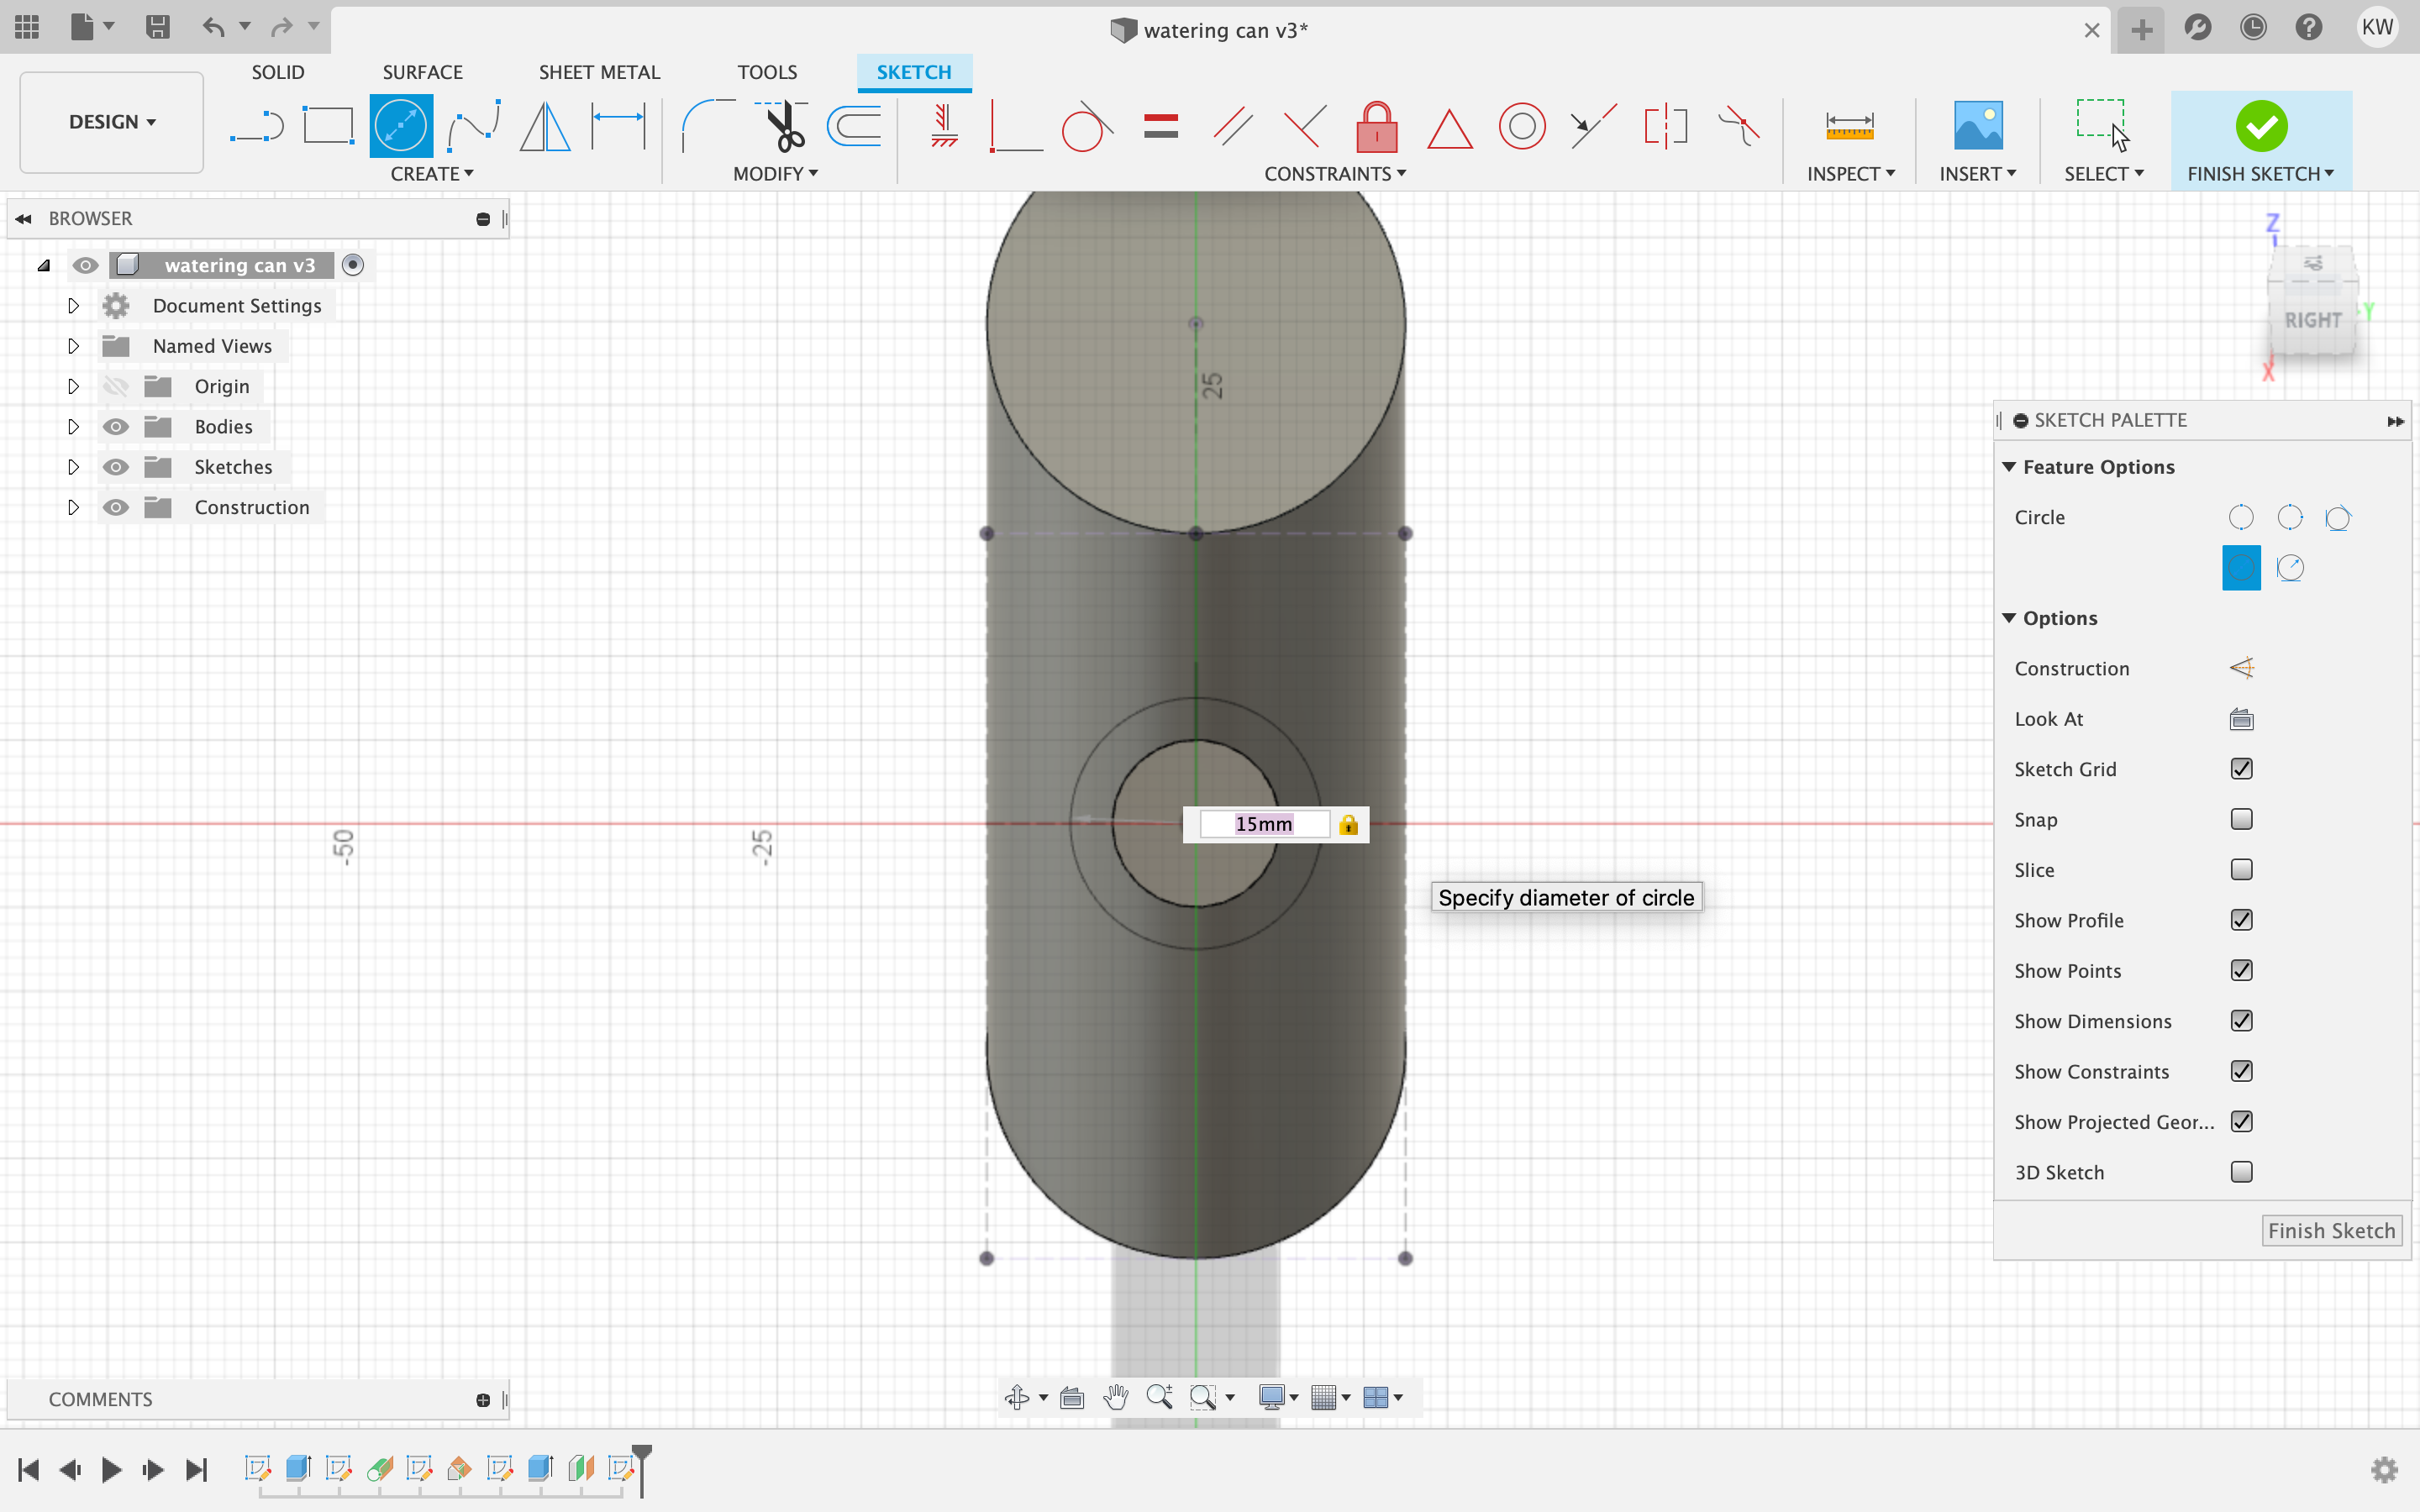 watering can v3*
KW
SOLID
SURFACE
SHEET METAL
TOOLS
SKETCH
DESIGN
CREATE
MODIFY
CONSTRAINTS
INSPECT
INSERT
SELECT
FINISH SKETCH
BROWSER
watering can v3
Document Settings
Named Views
Origin
Bodies
Sketches
Construction
Z
Y
X
RIGHT
25
-50
-25
15mm
Specify diameter of circle
SKETCH PALETTE
Feature Options
Circle
Options
Construction
Look At
Sketch Grid
Snap
Slice
Show Profile
Show Points
Show Dimensions
Show Constraints
Show Projected Geor...
3D Sketch
Finish Sketch
COMMENTS